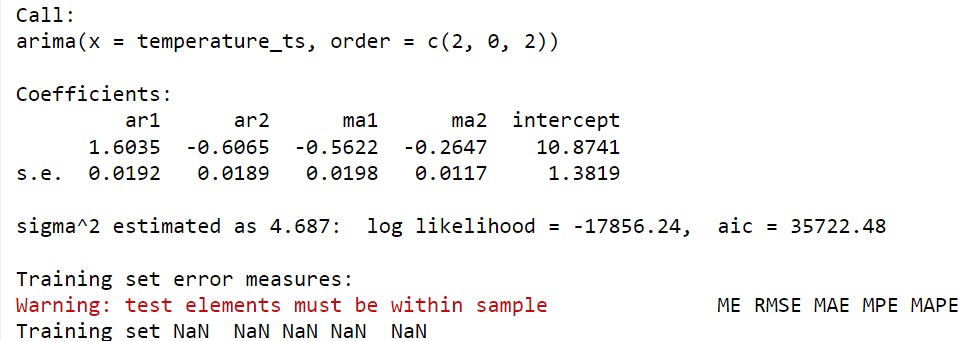 Call:
arima(x = temperature_ts, order = c(2, 0, 2))
Coefficients:
ar1 ar2 ma1 ma2 intercept
1.6035 -0.6065 -0.5622 -0.2647 10.8741
s.e. 0.0192 0.0189 0.0198 0.0117 1.3819
sigma^2 estimated as 4.687: log likelihood = -17856.24, aic = 35722.48
Training set error measures:
Warning: test elements must be within sample ME RMSE MAE MPE MAPE
Training set NaN NaN NaN NaN NaN